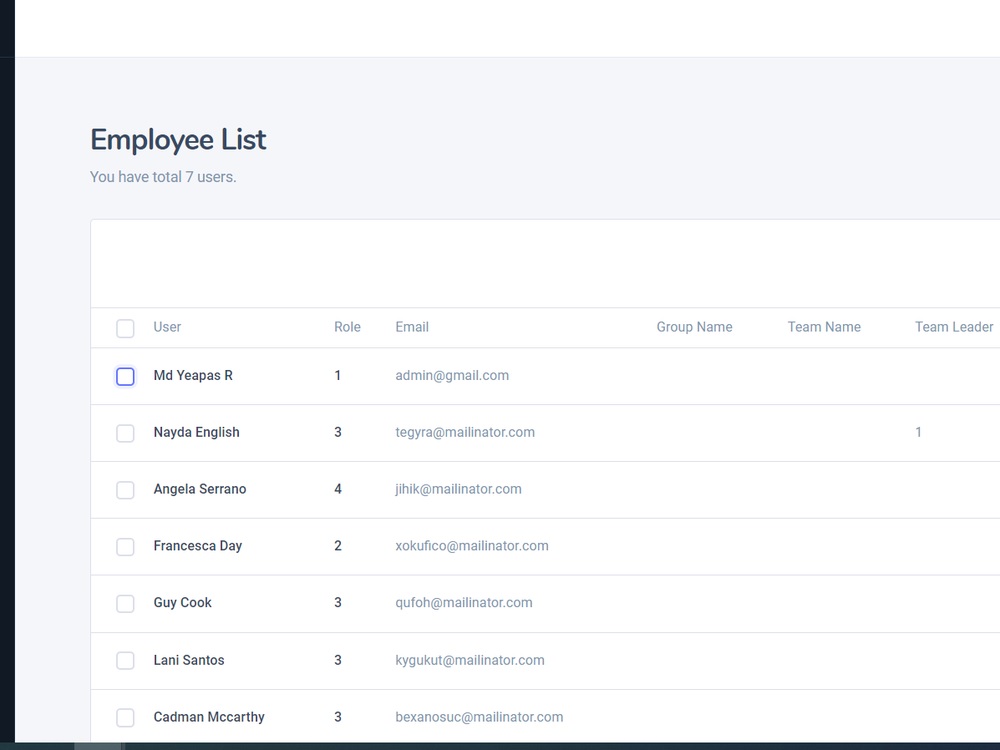 Employee List
You have total 7 users.
User Role Email Group Name Team Name Team Leader
Md Yeapas R 1 admin@gmail.com
Nayda English 3 tegyra@mailinator.com 1
Angela Serrano 4 jihik@mailinator.com
Francesca Day 2 xokufico@mailinator.com
Guy Cook 3 qufoh@mailinator.com
Lani Santos 3 kygukut@mailinator.com
Cadman Mccarthy 3 bexanosuc@mailinator.com